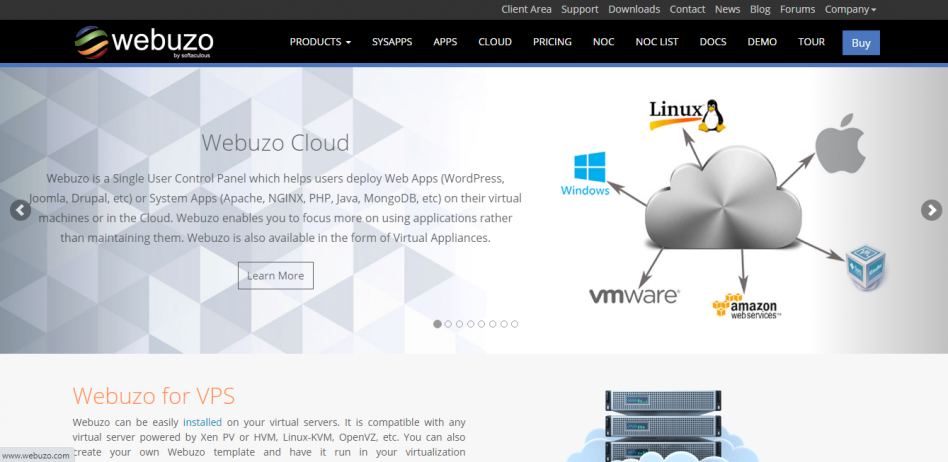 Client Area Support Downloads Contact News Blog Forums Company
webuzo
by softaculous
PRODUCTS SYSAPPS APPS CLOUD PRICING NOC NOC LIST DOCS DEMO TOUR Buy
Webuzo Cloud
Webuzo is a Single User Control Panel which helps users deploy Web Apps (WordPress,
Joomla, Drupal, etc) or System Apps (Apache, NGINX, PHP, Java, MongoDB, etc) on their virtual
machines or in the Cloud. Webuzo enables you to focus more on using applications rather
than maintaining them. Webuzo is also available in the form of Virtual Appliances.
Learn More
Linux
Windows
vmware
amazon
webservices
Webuzo for VPS
Webuzo can be easily installed on your virtual servers. It is compatible with any
virtual server powered by Xen PV or HVM, Linux-KVM, OpenVZ, etc. You can also
create your own Webuzo template and have it run in your virtualization
www.webuzo.com